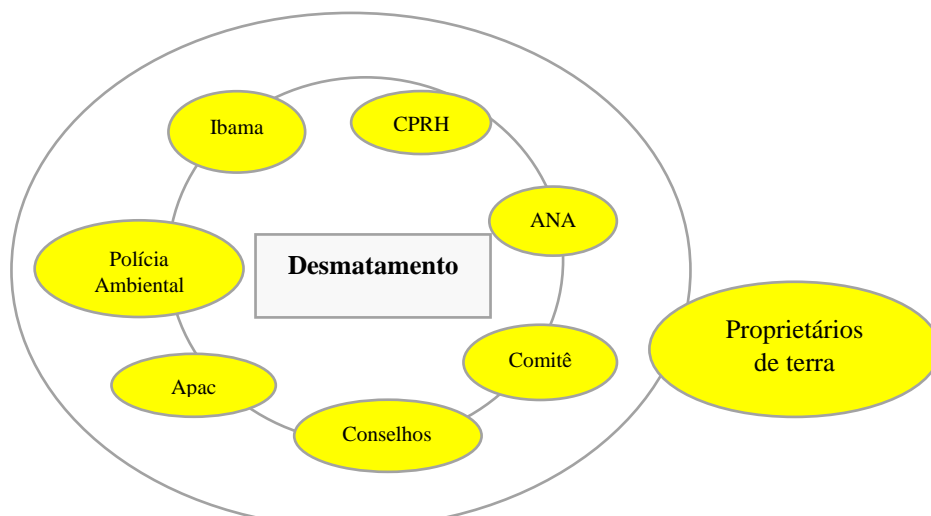 Ibama
CPRH
ANA
Polícia
Ambiental
Desmatamento
Proprietários
de terra
Comitê
Apac
Conselhos